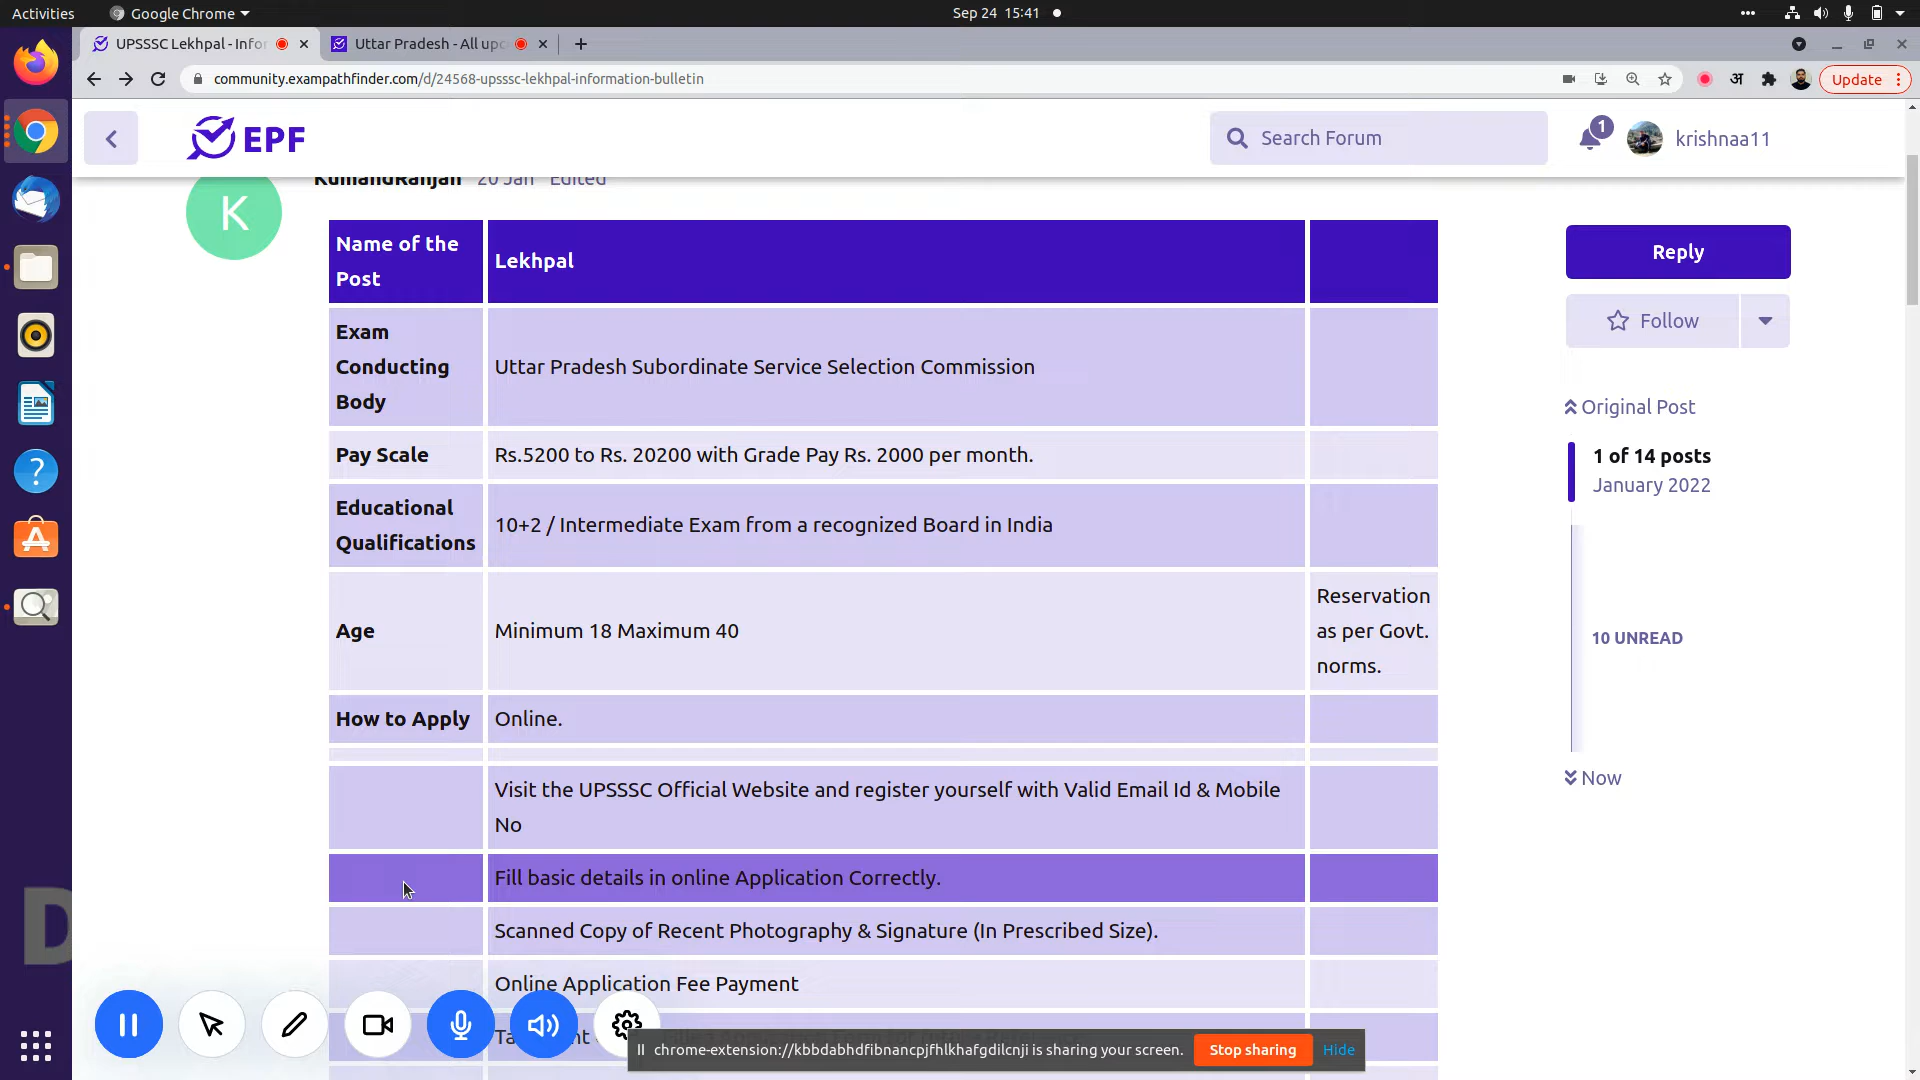 Activities
Google Chrome
Sep 24 15:41
UPSSSC Lekhpal - Infor
Uttar Pradesh - All upc
community.exampathfinder.com/d/24568-upsssc-lekhpal-information-bulletin
अ
Update
EPF
Search Forum
1
krishnaa11
K
KumandRanjan 20 Jan Edited
Name of the
Post
Lekhpal
Exam
Conducting
Body
Uttar Pradesh Subordinate Service Selection Commission
Pay Scale
Rs.5200 to Rs. 20200 with Grade Pay Rs. 2000 per month.
Educational
Qualifications
10+2 / Intermediate Exam from a recognized Board in India
Age
Minimum 18 Maximum 40
Reservation
as per Govt.
norms.
How to Apply
Online.
Visit the UPSSSC Official Website and register yourself with Valid Email Id & Mobile
No
Fill basic details in online Application Correctly.
Scanned Copy of Recent Photography & Signature (In Prescribed Size).
Online Application Fee Payment
Reply
Follow
Original Post
1 of 14 posts
January 2022
10 UNREAD
Now
D
chrome-extension://kbbdabhdfibnancpjfhlkhafgdilcnji is sharing your screen.
Stop sharing
Hide